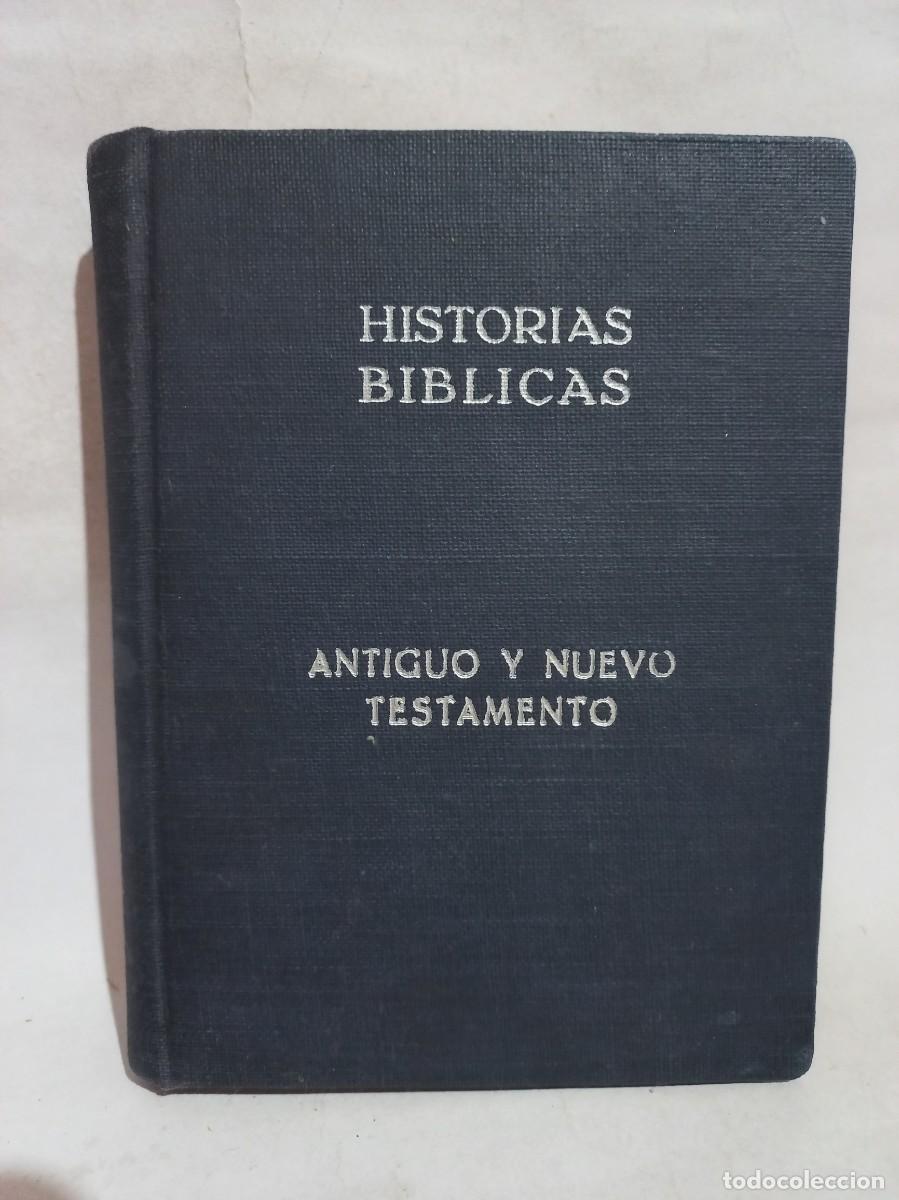 HISTORIAS
BIBLICAS
ANTIGUO Y NUEVO
TESTAMENTO
todocoleccion